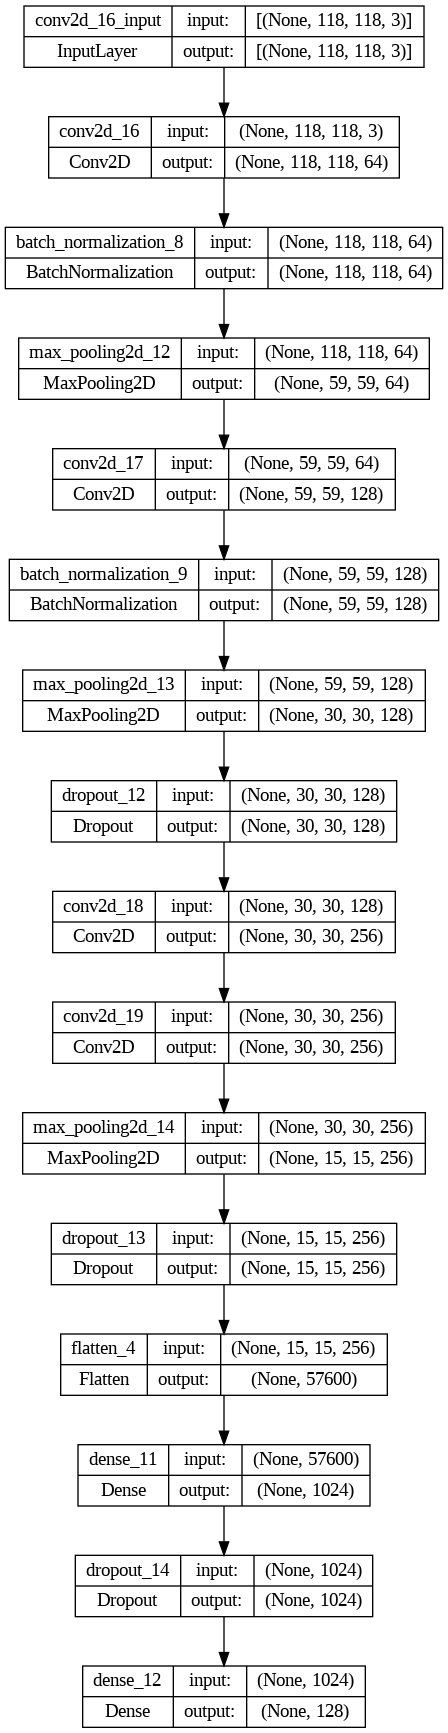 conv2d_16_input input: [(None, 118, 118, 3)]
InputLayer output: [(None, 118, 118, 3)]
conv2d_16 input: (None, 118, 118, 3)
Conv2D output: (None, 118, 118, 64)
batch_normalization_8 input: (None, 118, 118, 64)
BatchNormalization output: (None, 118, 118, 64)
max_pooling2d_12 input: (None, 118, 118, 64)
MaxPooling2D output: (None, 59, 59, 64)
conv2d_17 input: (None, 59, 59, 64)
Conv2D output: (None, 59, 59, 128)
batch_normalization_9 input: (None, 59, 59, 128)
BatchNormalization output: (None, 59, 59, 128)
max_pooling2d_13 input: (None, 59, 59, 128)
MaxPooling2D output: (None, 30, 30, 128)
dropout_12 input: (None, 30, 30, 128)
Dropout output: (None, 30, 30, 128)
conv2d_18 input: (None, 30, 30, 128)
Conv2D output: (None, 30, 30, 256)
conv2d_19 input: (None, 30, 30, 256)
Conv2D output: (None, 30, 30, 256)
max_pooling2d_14 input: (None, 30, 30, 256)
MaxPooling2D output: (None, 15, 15, 256)
dropout_13 input: (None, 15, 15, 256)
Dropout output: (None, 15, 15, 256)
flatten_4 input: (None, 15, 15, 256)
Flatten output: (None, 57600)
dense_11 input: (None, 57600)
Dense output: (None, 1024)
dropout_14 input: (None, 1024)
Dropout output: (None, 1024)
dense_12 input: (None, 1024)
Dense output: (None, 128)